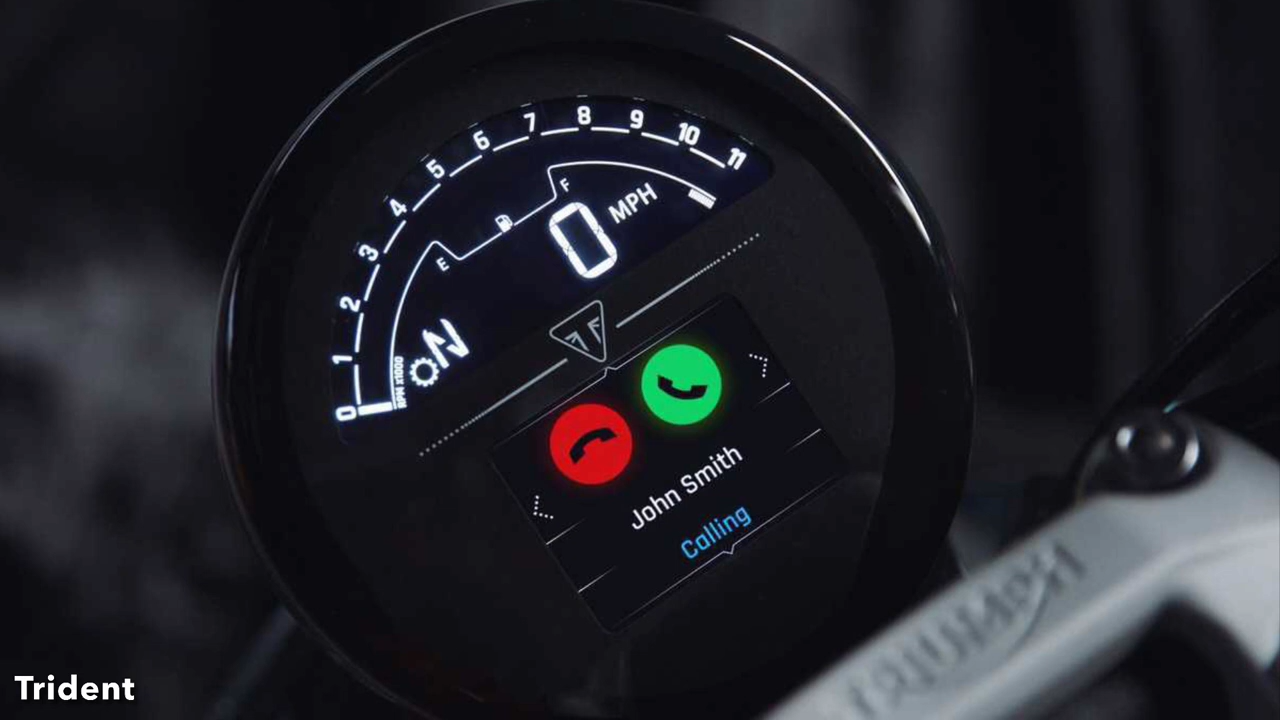 0
1
2
3
4
5
6
7
8
9
10
11
RPM X1000
E
F
0 MPH
N
John Smith
Calling
TRIUMPH
Trident